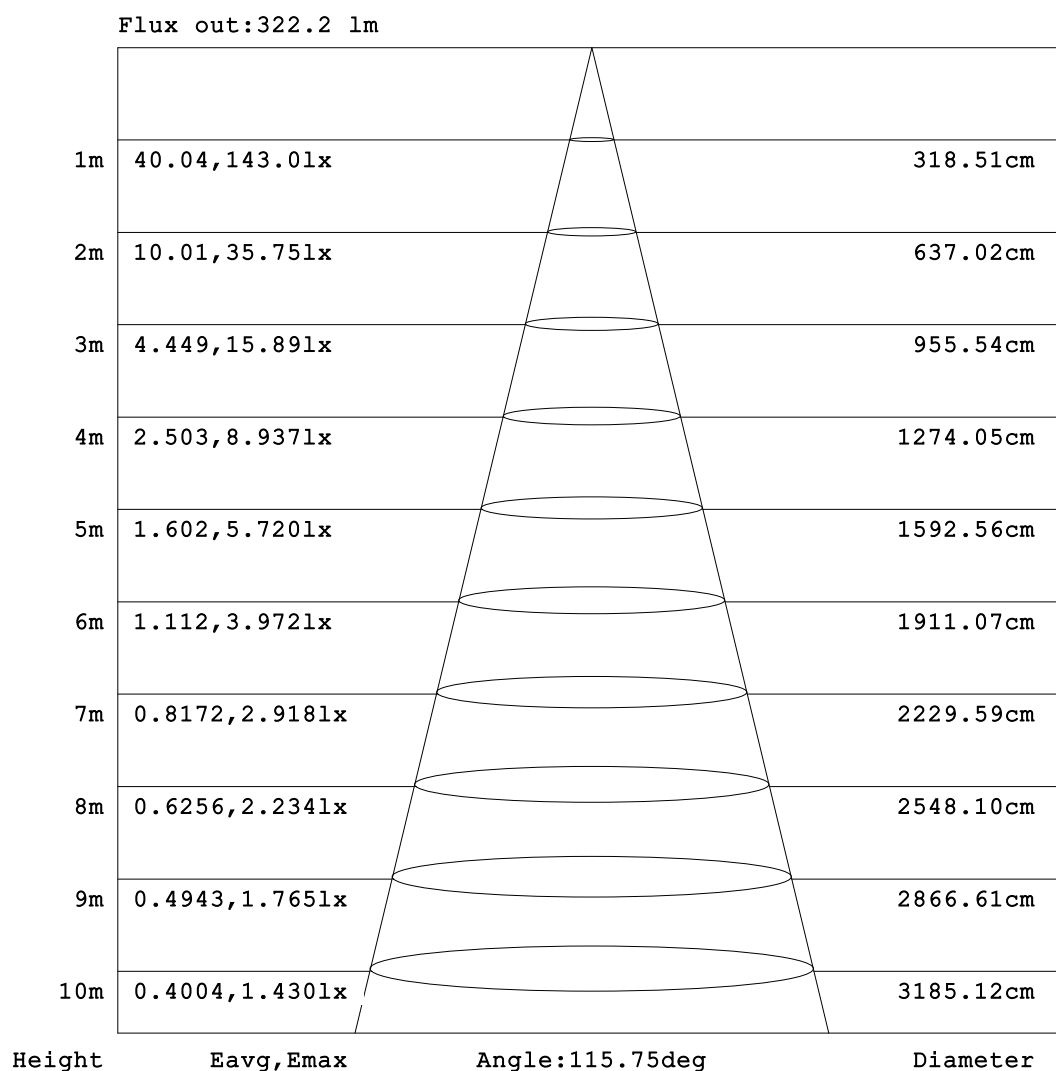 Flux out:322.2 lm
1m 40.04,143.0lx 318.51cm
2m 10.01,35.75lx 637.02cm
3m 4.449,15.89lx 955.54cm
4m 2.503,8.937lx 1274.05cm
5m 1.602,5.720lx 1592.56cm
6m 1.112,3.972lx 1911.07cm
7m 0.8172,2.918lx 2229.59cm
8m 0.6256,2.234lx 2548.10cm
9m 0.4943,1.765lx 2866.61cm
10m 0.4004,1.430lx 3185.12cm
Height Eavg,Emax Angle:115.75deg Diameter